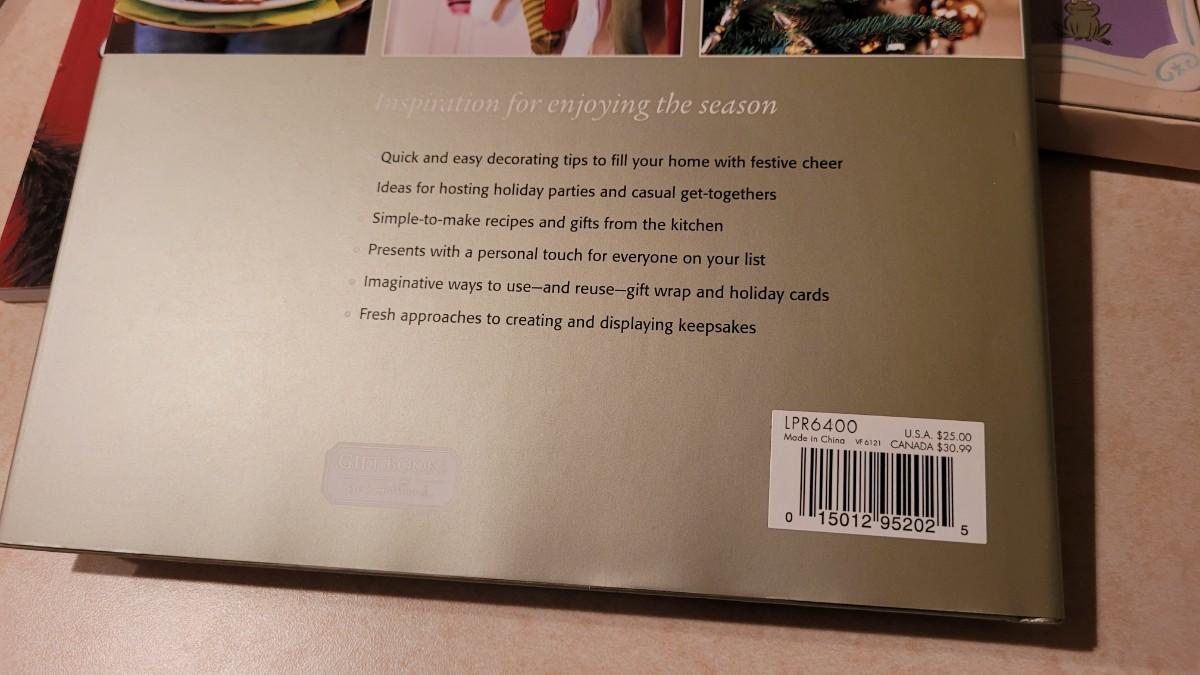 Inspiration for enjoying the season
Quick and easy decorating tips to fill your home with festive cheer
Ideas for hosting holiday parties and casual get-togethers
Simple-to-make recipes and gifts from the kitchen
Presents with a personal touch for everyone on your list
Imaginative ways to use—and reuse—gift wrap and holiday cards
Fresh approaches to creating and displaying keepsakes
GIFT BOOKS
LPR6400
U.S.A. $25.00
Made in China VF6121 CANADA $30.99
0 15012 95202 5